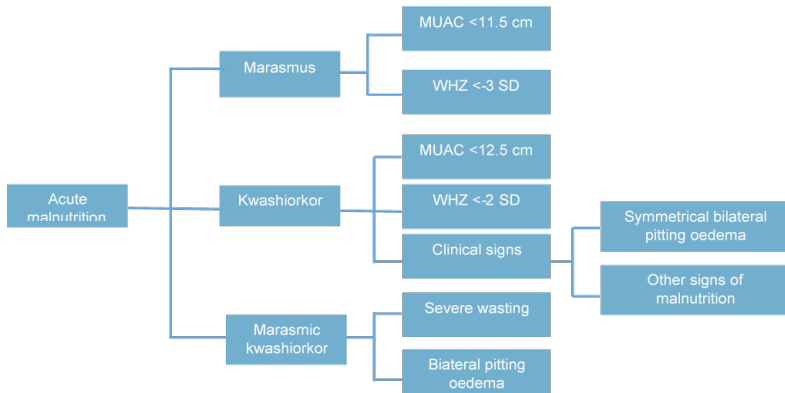 Acute
malnutrition
Marasmus
MUAC <11.5 cm
WHZ <-3 SD
Kwashiorkor
MUAC <12.5 cm
WHZ <-2 SD
Clinical signs
Symmetrical bilateral
pitting oedema
Other signs of
malnutrition
Marasmic
kwashiorkor
Severe wasting
Biateral pitting
oedema